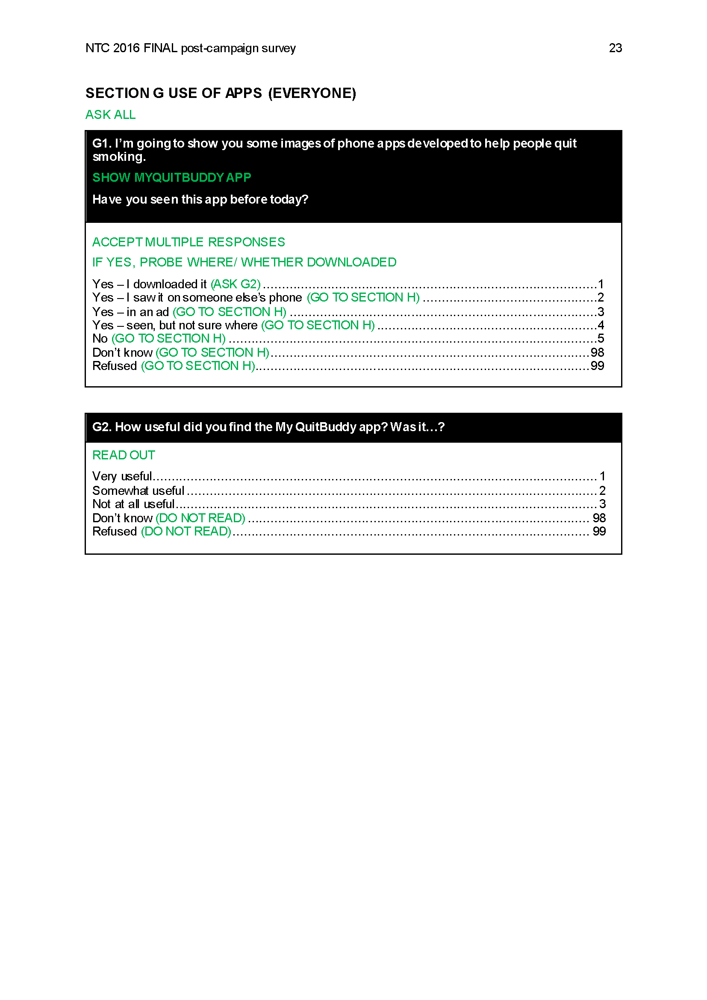 NTC 2016 FINAL post-campaign survey 23
SECTION G USE OF APPS (EVERYONE)
ASK ALL
G1. I'm going to show you some images of phone apps developed to help people quit
smoking.
SHOW MYQUITBUDDY APP
Have you seen this app before today?
ACCEPT MULTIPLE RESPONSES
IF YES, PROBE WHERE/ WHETHER DOWNLOADED
Yes – I downloaded it (ASK G2) ........................................................................................1
Yes – I saw it on someone else's phone (GO TO SECTION H) ..............................................2
Yes – in an ad (GO TO SECTION H) .................................................................................3
Yes – seen, but not sure where (GO TO SECTION H) ..........................................................4
No (GO TO SECTION H) .................................................................................................5
Don't know (GO TO SECTION H)....................................................................................98
Refused (GO TO SECTION H)........................................................................................99
G2. How useful did you find the My QuitBuddy app? Was it…?
READ OUT
Very useful..................................................................................................................... 1
Somewhat useful ............................................................................................................ 2
Not at all useful............................................................................................................... 3
Don't know (DO NOT READ) .......................................................................................... 98
Refused (DO NOT READ).............................................................................................. 99